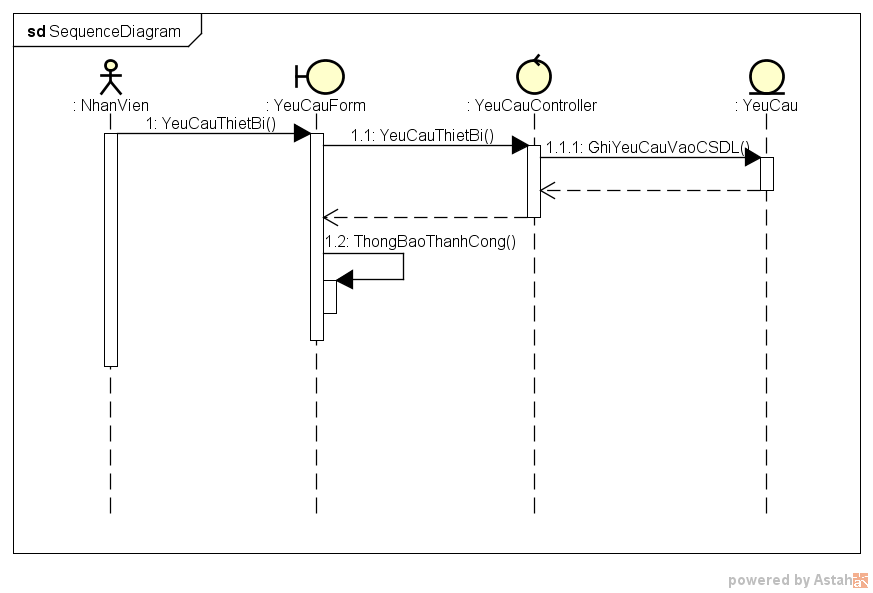 sd SequenceDiagram
: NhanVien
: YeuCauForm
: YeuCauController
: YeuCau
1: YeuCauThietBi()
1.1: YeuCauThietBi()
1.1.1: GhiYeuCauVaoCSDL()
1.2: ThongBaoThanhCong()
powered by Astah